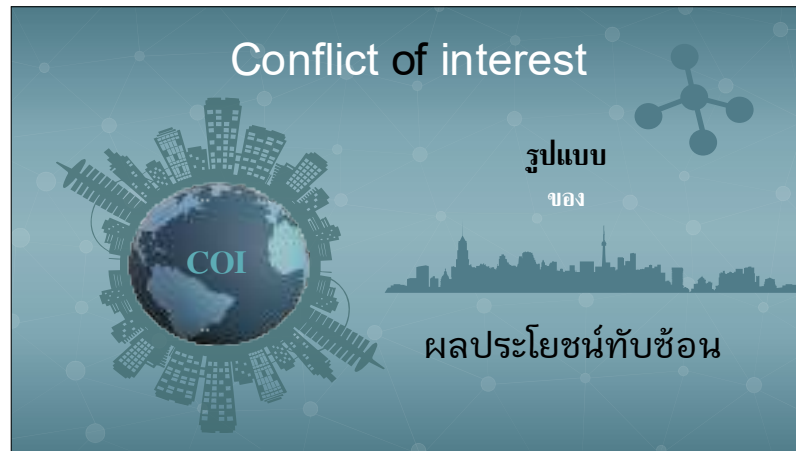 Conflict of interest
รูปแบบ
ของ
COI
ผลประโยชน์ทับซ้อน